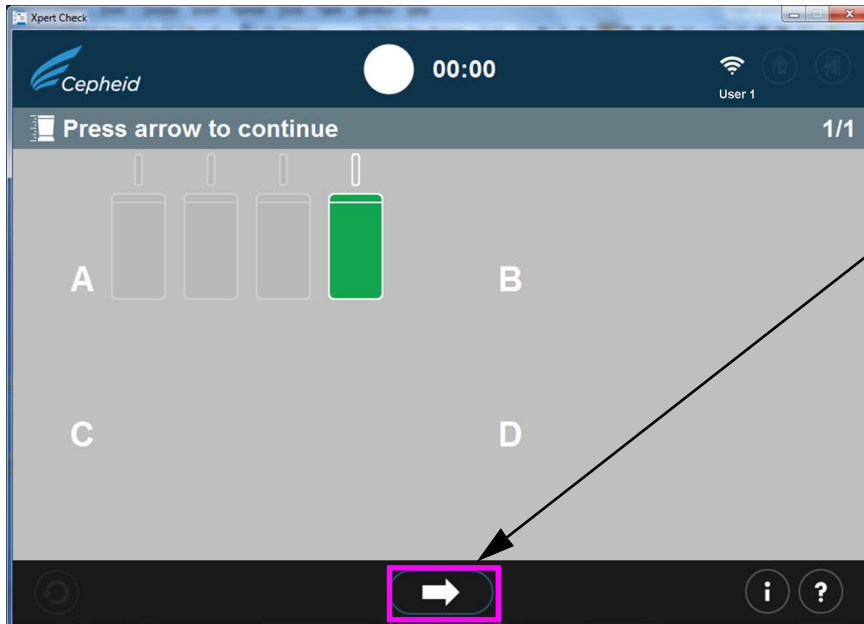 Xpert Check
Cepheid
00:00
User 1
Press arrow to continue
1/1
A
B
C
D
i
?